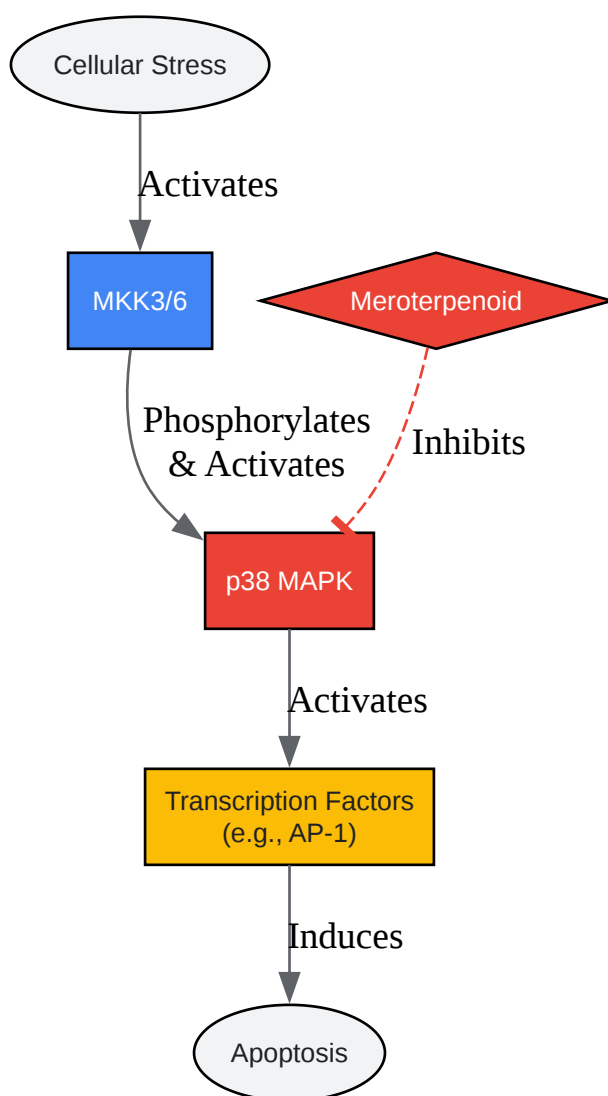 Cellular Stress
Activates
MKK3/6
Meroterpenoid
Phosphorylates
& Activates
Inhibits
p38 MAPK
Activates
Transcription Factors
(e.g., AP-1)
Induces
Apoptosis